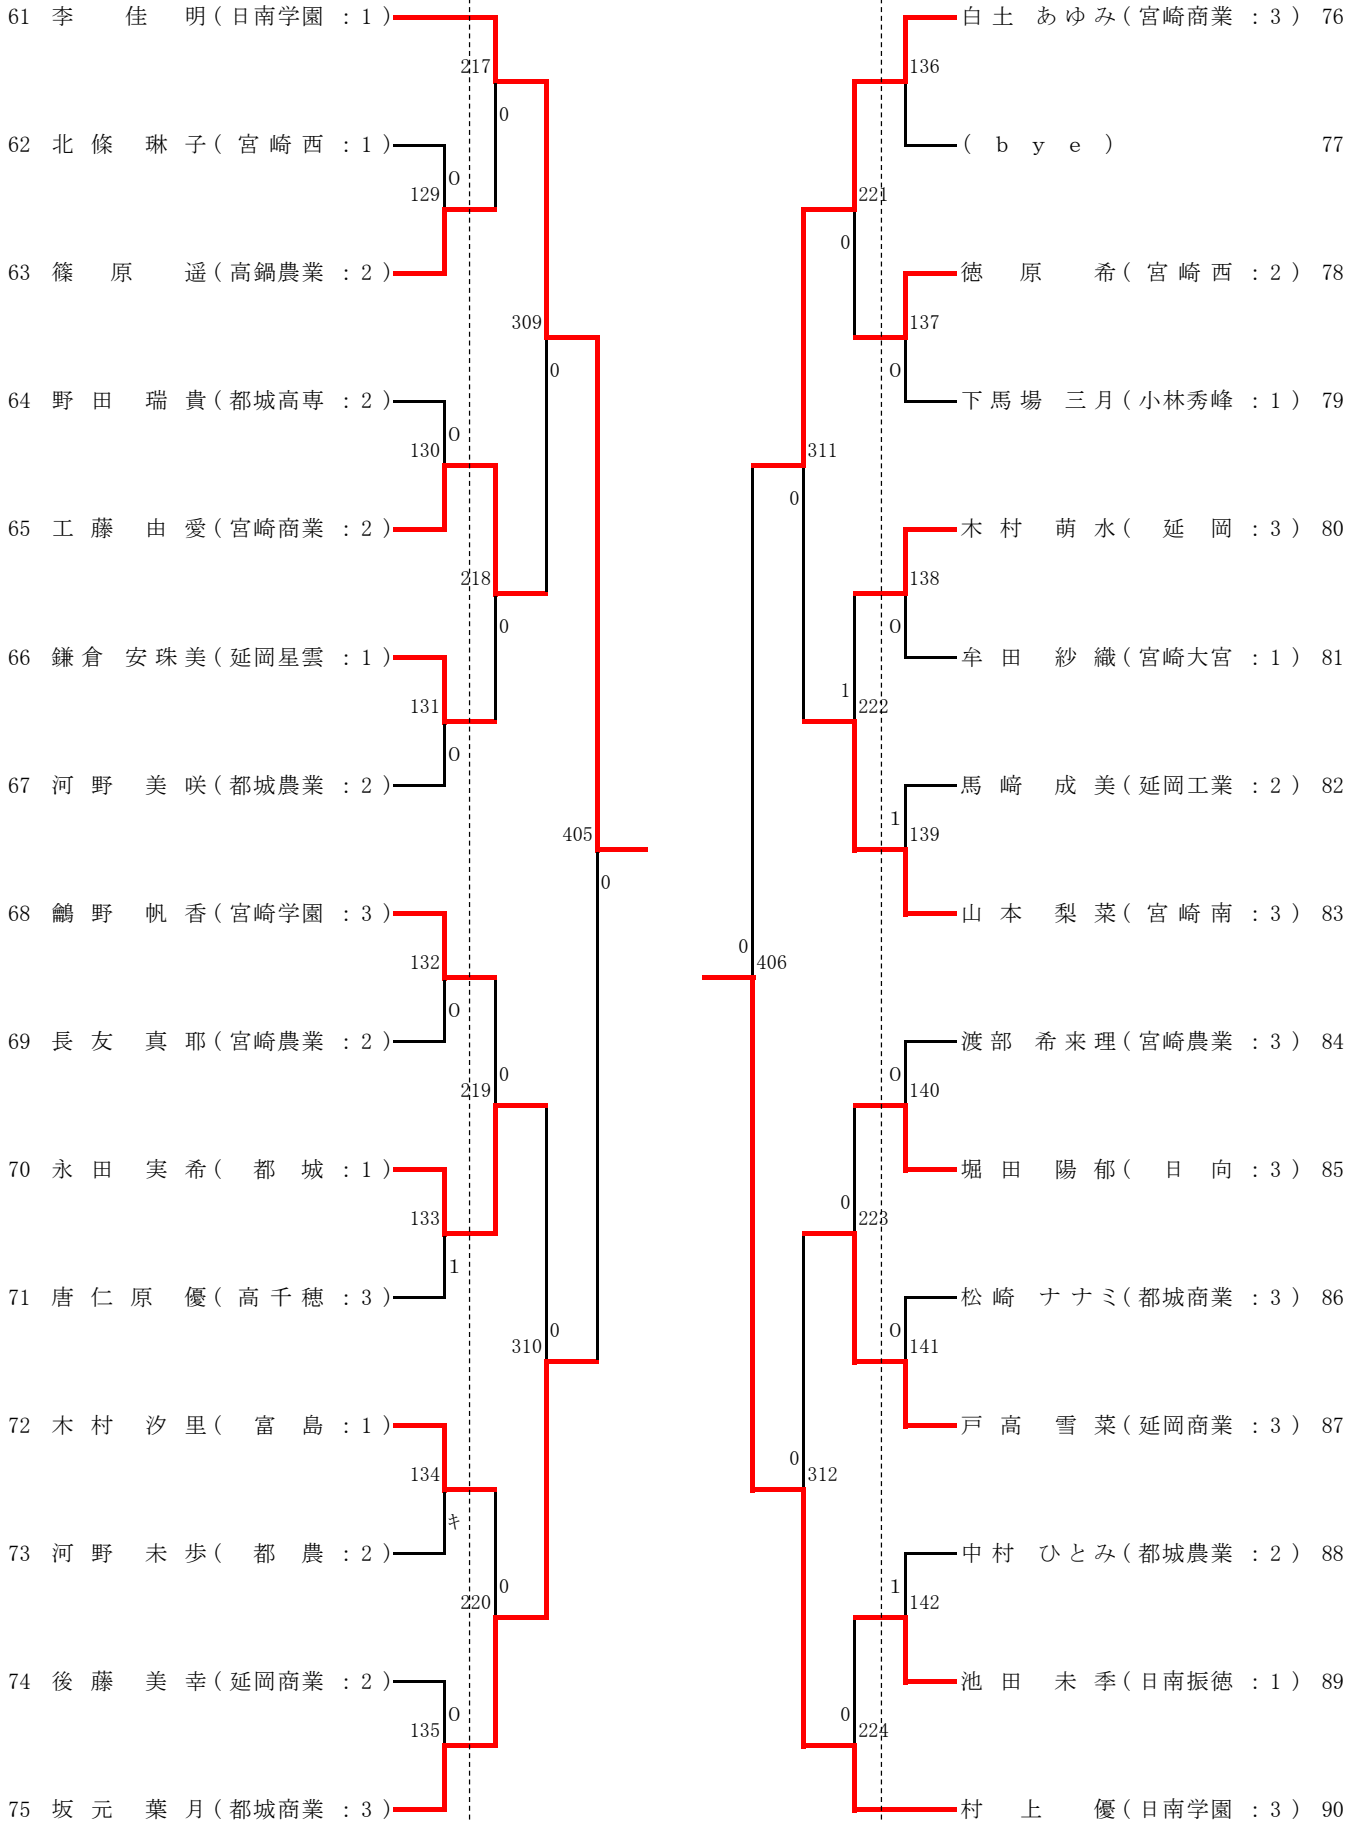 61 李 佳 明 ( 日南学園 : 1 )
217
0
62 北 條 琳 子 ( 宮 崎 西 : 1 )
0
129
63 篠 原 遥 ( 高鍋農業 : 2 )
309
0
64 野 田 瑞 貴 ( 都城高専 : 2 )
0
130
65 工 藤 由 愛 ( 宮崎商業 : 2 )
218
0
66 鎌 倉 安 珠 美 ( 延岡星雲 : 1 )
131
0
67 河 野 美 咲 ( 都城農業 : 2 )
405
0
68 鷭 野 帆 香 ( 宮崎学園 : 3 )
132
0
69 長 友 真 耶 ( 宮崎農業 : 2 )
0
219
70 永 田 実 希 ( 都 城 : 1 )
133
1
71 唐 仁 原 優 ( 高 千 穂 : 3 )
0
310
72 木 村 汐 里 ( 富 島 : 1 )
134
キ
73 河 野 未 歩 ( 都 農 : 2 )
0
220
74 後 藤 美 幸 ( 延岡商業 : 2 )
0
135
75 坂 元 葉 月 ( 都城商業 : 3 )
白 土 あ ゆ み ( 宮崎商業 : 3 ) 76
136
( b y e ) 77
221
0
徳 原 希 ( 宮 崎 西 : 2 ) 78
137
0
下 馬 場 三 月 ( 小林秀峰 : 1 ) 79
311
0
木 村 萌 水 ( 延 岡 : 3 ) 80
138
0
牟 田 紗 織 ( 宮崎大宮 : 1 ) 81
1
222
馬 﨑 成 美 ( 延岡工業 : 2 ) 82
1
139
山 本 梨 菜 ( 宮 崎 南 : 3 ) 83
0
406
渡 部 希 来 理 ( 宮崎農業 : 3 ) 84
0
140
堀 田 陽 郁 ( 日 向 : 3 ) 85
0
223
松 崎 ナ ナ ミ ( 都城商業 : 3 ) 86
0
141
戸 高 雪 菜 ( 延岡商業 : 3 ) 87
0
312
中 村 ひ と み ( 都城農業 : 2 ) 88
1
142
池 田 未 季 ( 日南振徳 : 1 ) 89
0
224
村 上 優 ( 日南学園 : 3 ) 90